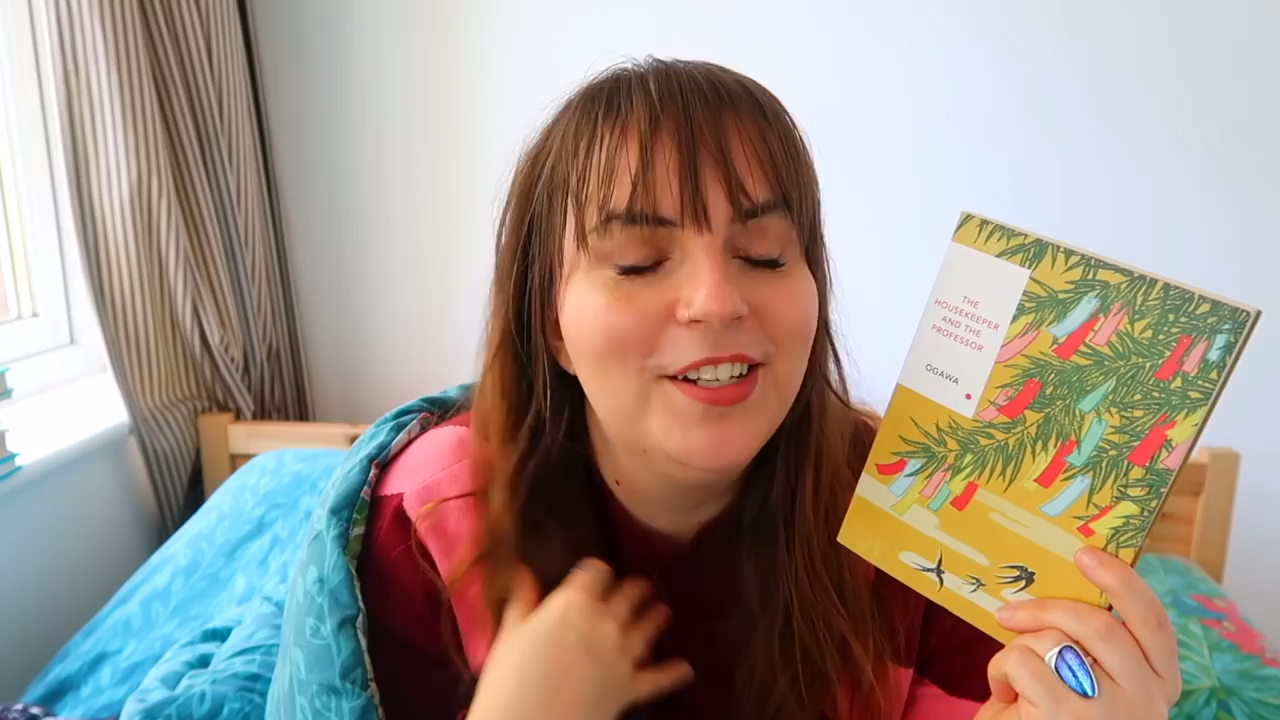 THE
HOUSEKEEPER
AND THE
PROFESSOR
OGAWA